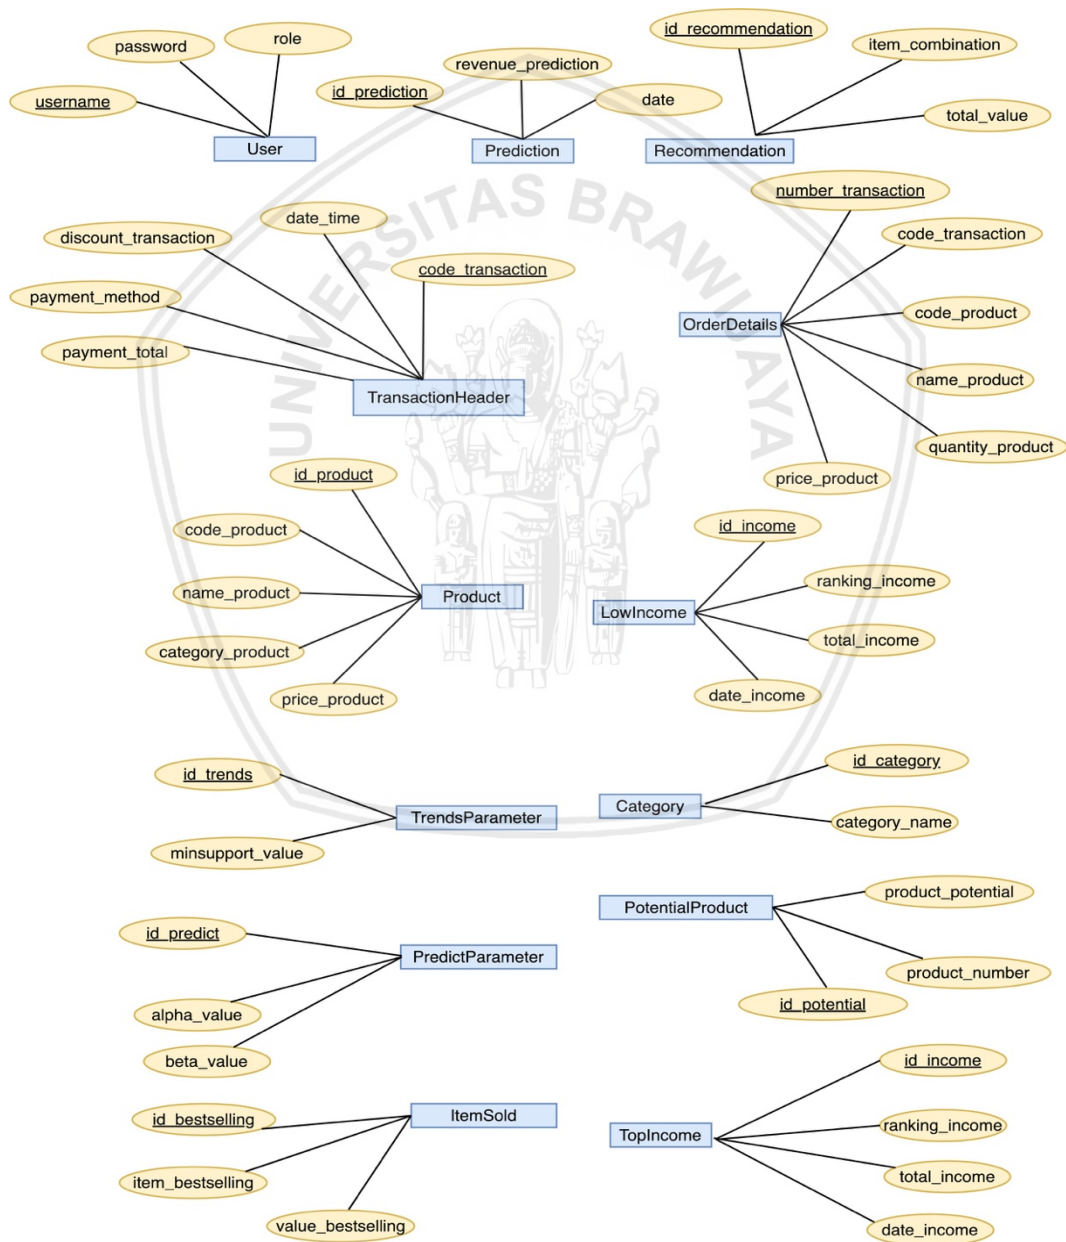 password
role
username
User
revenue_prediction
id_prediction
date
Prediction
id_recommendation
item_combination
total_value
Recommendation
UNIVERSITAS BRAWIJAYA
date_time
discount_transaction
code_transaction
payment_method
payment_total
TransactionHeader
number_transaction
code_transaction
code_product
OrderDetails
name_product
quantity_product
price_product
id_product
code_product
name_product
Product
category_product
price_product
id_income
ranking_income
LowIncome
total_income
date_income
id_trends
TrendsParameter
minsupport_value
id_category
Category
category_name
product_potential
PotentialProduct
product_number
id_potential
id_predict
PredictParameter
alpha_value
beta_value
id_bestselling
ItemSold
item_bestselling
value_bestselling
id_income
ranking_income
TopIncome
total_income
date_income